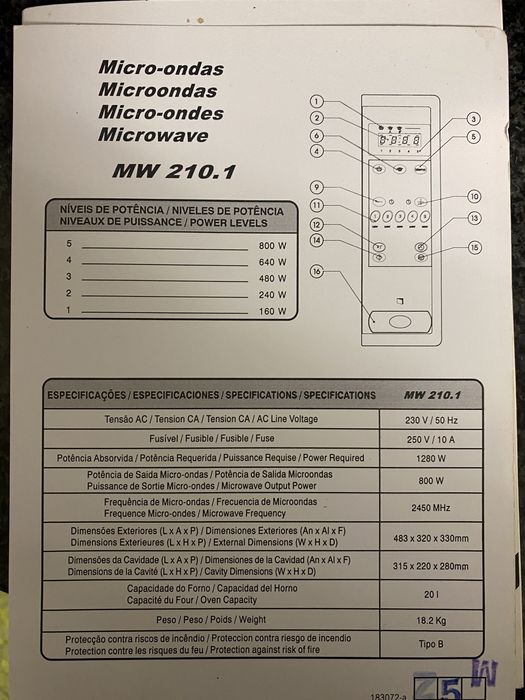 Micro-ondas
Microondas
Micro-ondes
Microwave
MW 210.1
NÍVEIS DE POTÊNCIA / NIVELES DE POTÊNCIA
NIVEAUX DE PUISSANCE / POWER LEVELS
5 800 W
4 640 W
3 480 W
2 240 W
1 160 W
1
2
6
4
9
11
12
14
16
3
5
10
13
15
8:8:8:8
1 2 3 4 5
ESPECIFICAÇÕES / ESPECIFICACIONES / SPECIFICATIONS / SPECIFICATIONS MW 210.1
Tensão AC / Tension CA / Tension CA / AC Line Voltage 230 V / 50 Hz
Fusível / Fusible / Fusible / Fuse 250 V / 10 A
Potência Absorvida / Potência Requerida / Puissance Requise / Power Required 1280 W
Potência de Saída Micro-ondas / Potência de Salida Microondas
Puissance de Sortie Micro-ondes / Microwave Output Power 800 W
Frequência de Micro-ondas / Frecuencia de Microondas
Frequence Micro-ondes / Microwave Frequency 2450 MHz
Dimensões Exteriores (L x A x P) / Dimensiones Exteriores (An x Al x F)
Dimensions Exterieures (L x H x P) / External Dimensions (W x H x D) 483 x 320 x 330mm
Dimensões da Cavidade (L x A x P) / Dimensiones de la Cavidad (An x Al x F)
Dimensions de la Cavité (L x H x P) / Cavity Dimensions (W x H x D) 315 x 220 x 280mm
Capacidade do Forno / Capacidad del Horno
Capacité du Four / Oven Capacity 20 l
Peso / Peso / Poids / Weight 18.2 Kg
Protecção contra riscos de incêndio / Proteccion contra riesgo de incendio
Protection contre les risques du feu / Protection against risk of fire Tipo B
183072-a
5
W